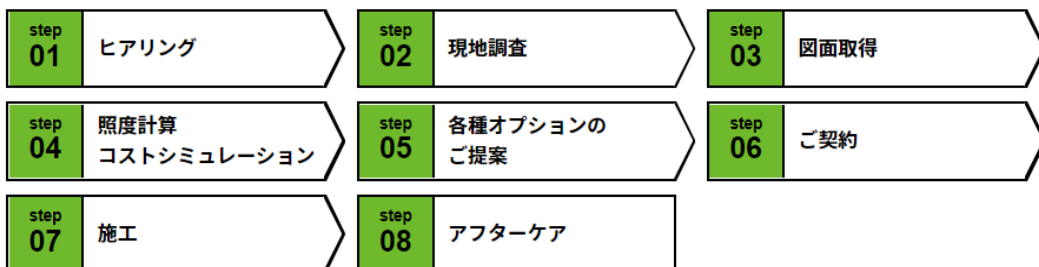 step
01
ヒアリング
step
02
現地調査
step
03
図面取得
step
04
照度計算
コストシミュレーション
step
05
各種オプションの
ご提案
step
06
ご契約
step
07
施工
step
08
アフターケア